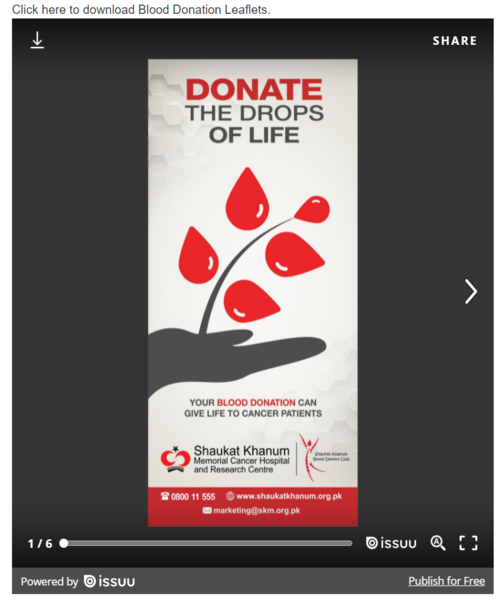 Click here to download Blood Donation Leaflets.
SHARE
DONATE
THE DROPS
OF LIFE
YOUR BLOOD DONATION CAN
GIVE LIFE TO CANCER PATIENTS
Shaukat Khanum
Memorial Cancer Hospital
and Research Centre
Shaukat Khanum
Blood Donors Club
0800 11 555 www.shaukatkhanum.org.pk
marketing@skm.org.pk
1 / 6
issuu
Powered by issuu
Publish for Free